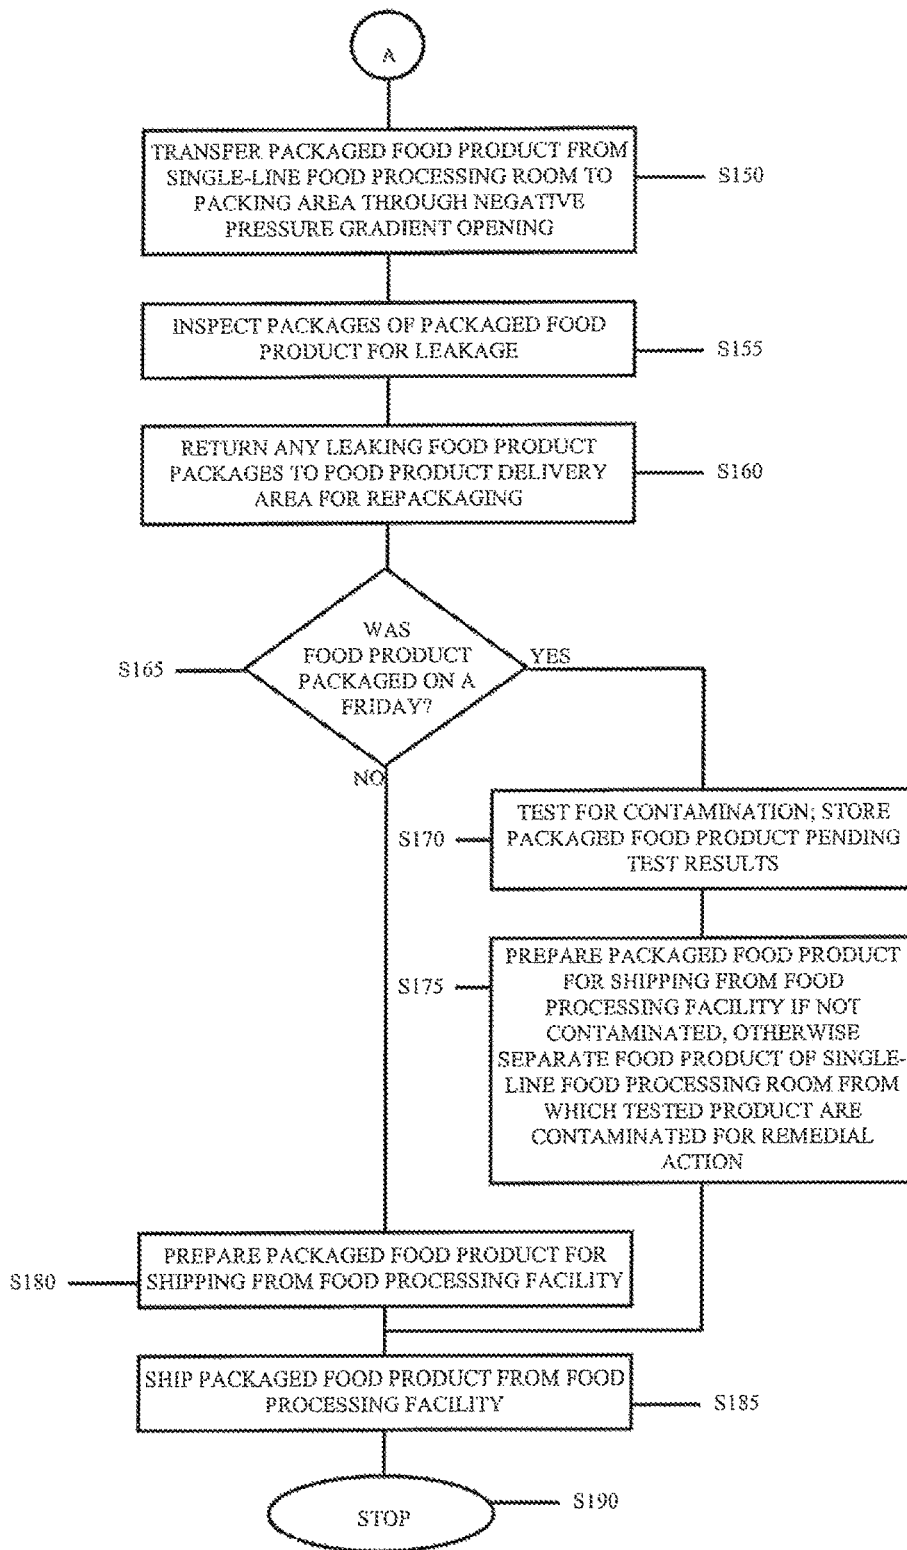 A
TRANSFER PACKAGED FOOD PRODUCT FROM
SINGLE-LINE FOOD PROCESSING ROOM TO
PACKING AREA THROUGH NEGATIVE
PRESSURE GRADIENT OPENING
S150
INSPECT PACKAGES OF PACKAGED FOOD
PRODUCT FOR LEAKAGE
S155
RETURN ANY LEAKING FOOD PRODUCT
PACKAGES TO FOOD PRODUCT DELIVERY
AREA FOR REPACKAGING
S160
WAS
FOOD PRODUCT
PACKAGED ON A
FRIDAY?
S165
YES
NO
TEST FOR CONTAMINATION; STORE
PACKAGED FOOD PRODUCT PENDING
TEST RESULTS
S170
PREPARE PACKAGED FOOD PRODUCT
FOR SHIPPING FROM FOOD
PROCESSING FACILITY IF NOT
CONTAMINATED, OTHERWISE
SEPARATE FOOD PRODUCT OF SINGLE-
LINE FOOD PROCESSING ROOM FROM
WHICH TESTED PRODUCT ARE
CONTAMINATED FOR REMEDIAL
ACTION
S175
PREPARE PACKAGED FOOD PRODUCT FOR
SHIPPING FROM FOOD PROCESSING FACILITY
S180
SHIP PACKAGED FOOD PRODUCT FROM FOOD
PROCESSING FACILITY
S185
STOP
S190